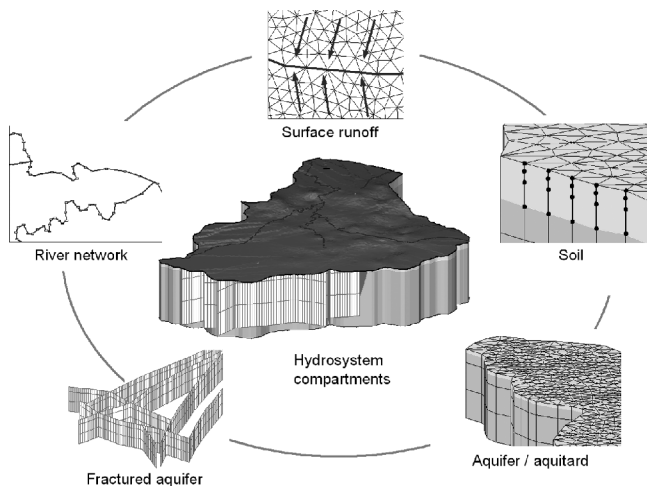 Surface runoff
River network
Soil
Hydrosystem
compartments
Fractured aquifer
Aquifer / aquitard